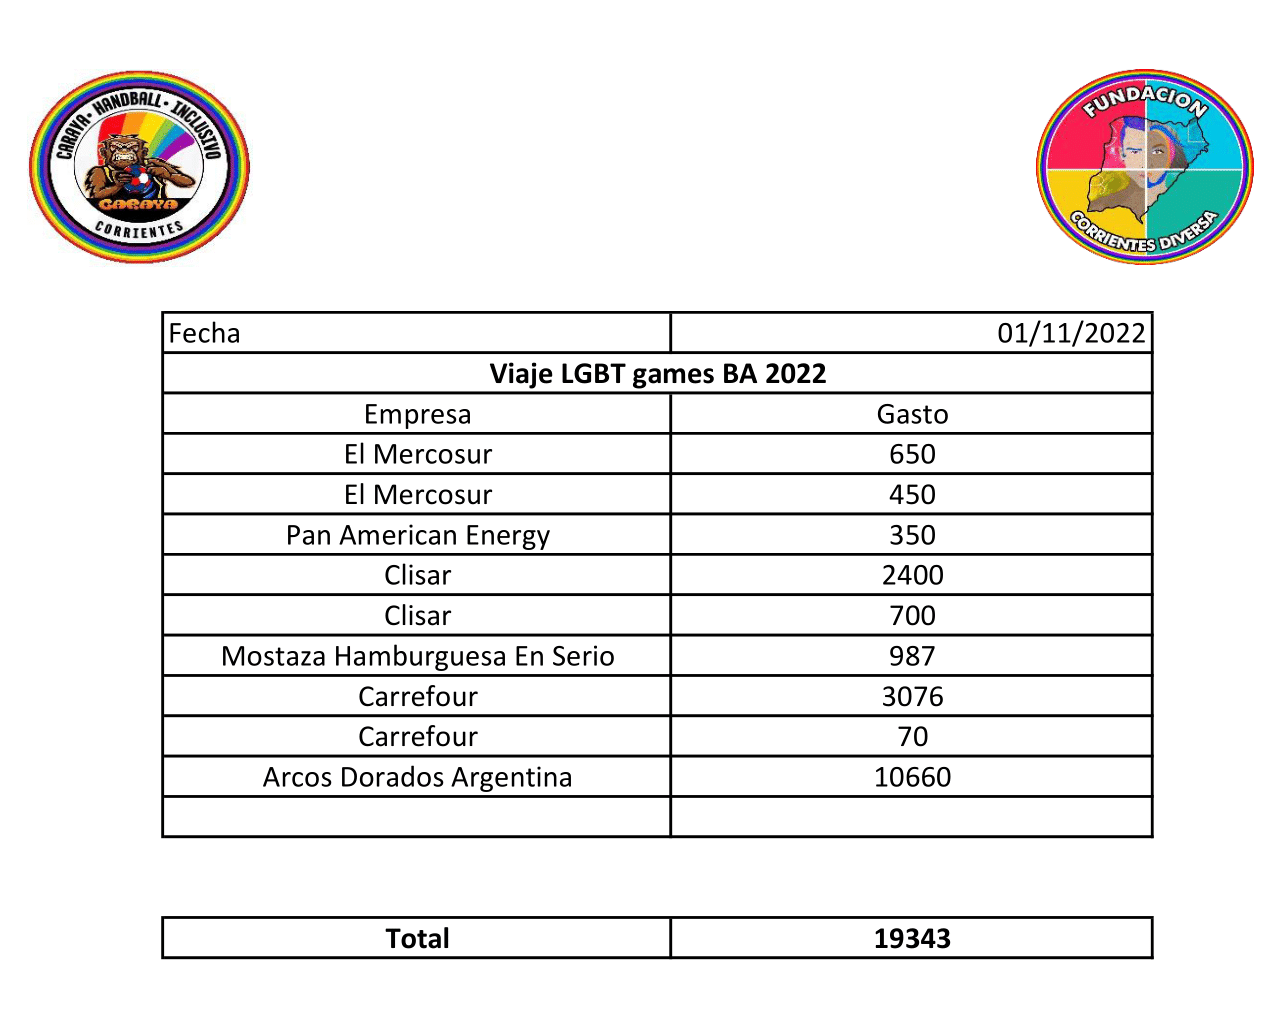 CARAYA • HANDBALL • INCLUSIVO
CARAYA
CORRIENTES
FUNDACION
CORRIENTES DIVERSA
Fecha 01/11/2022
Viaje LGBT games BA 2022
Empresa Gasto
El Mercosur 650
El Mercosur 450
Pan American Energy 350
Clisar 2400
Clisar 700
Mostaza Hamburguesa En Serio 987
Carrefour 3076
Carrefour 70
Arcos Dorados Argentina 10660
Total 19343